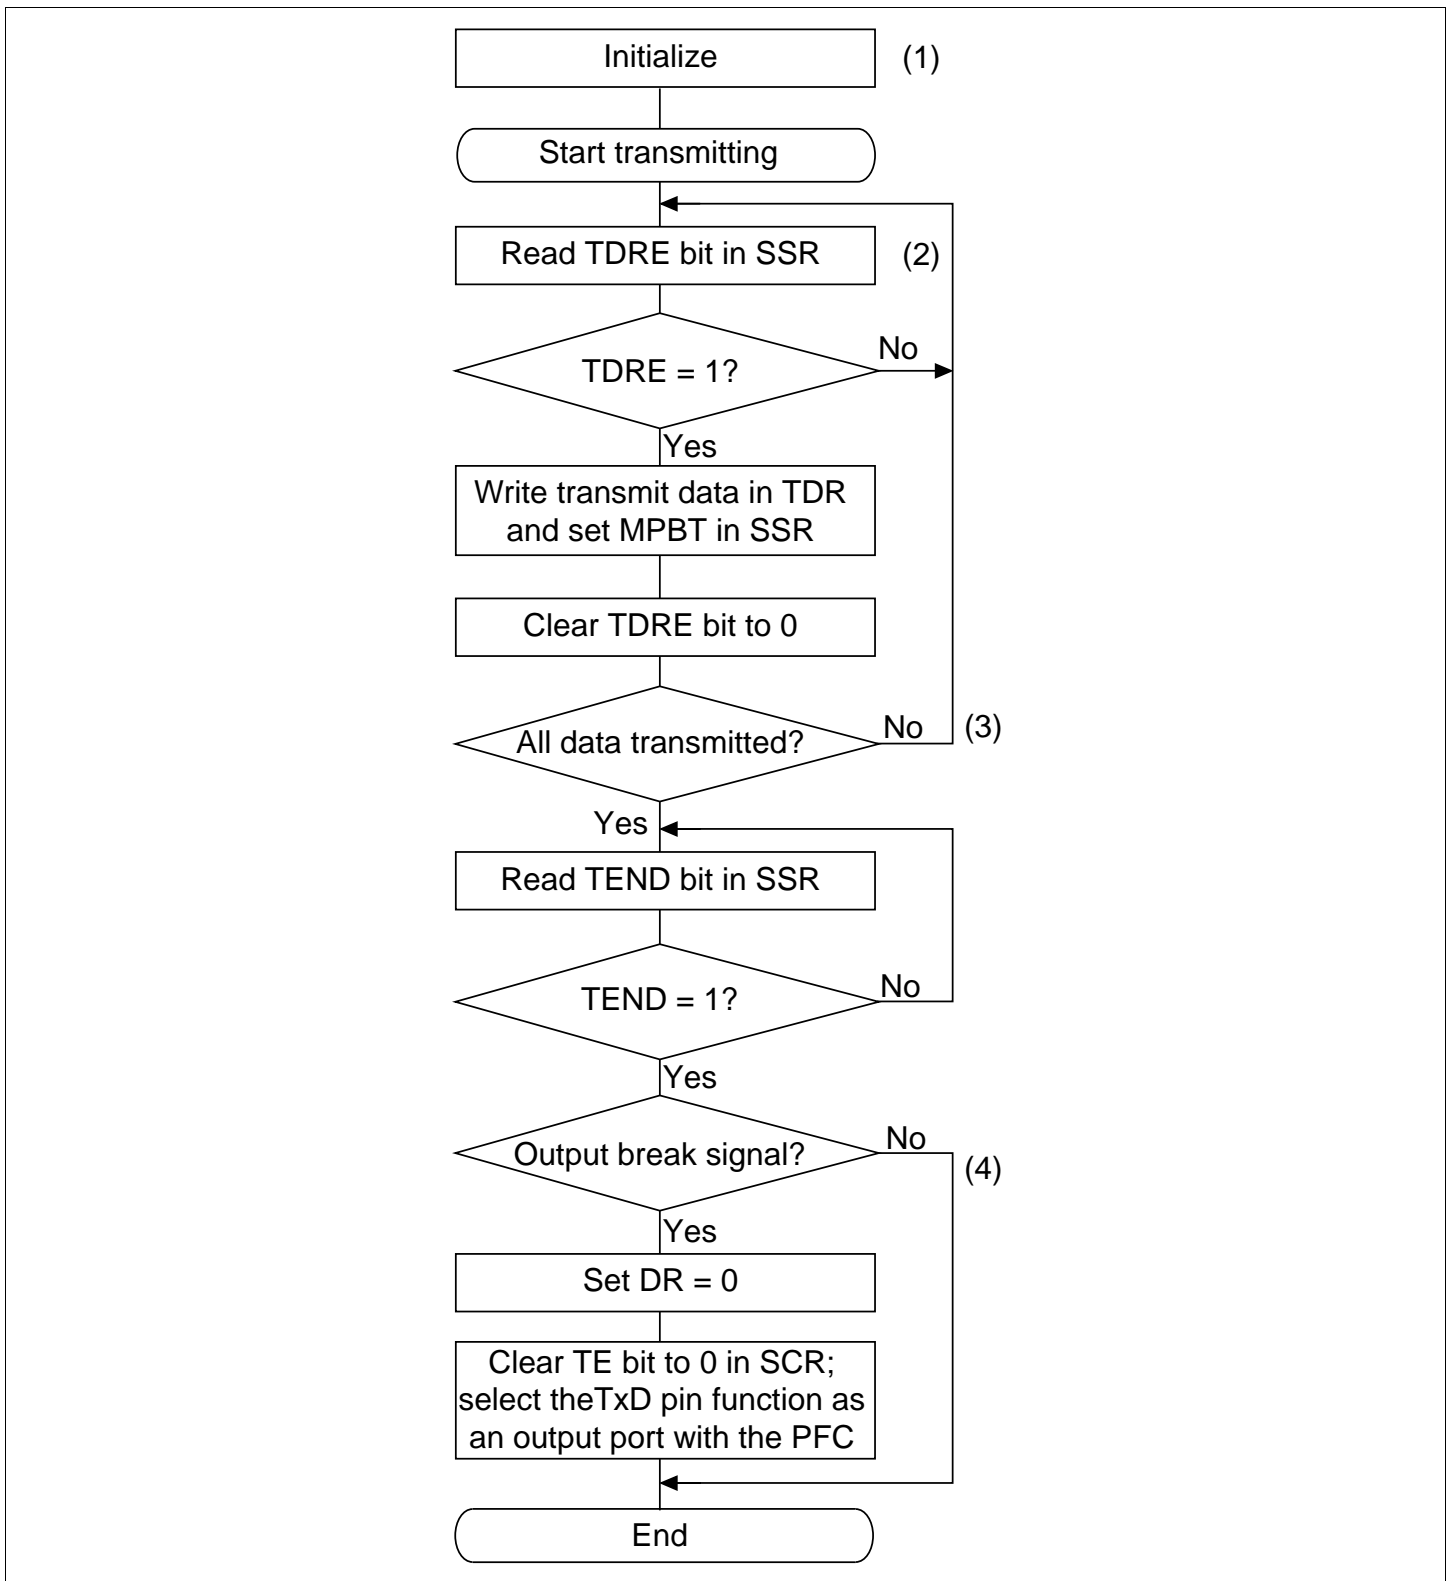 Initialize (1)
Start transmitting
Read TDRE bit in SSR (2)
No
TDRE = 1?
Yes
Write transmit data in TDR
and set MPBT in SSR
Clear TDRE bit to 0
No (3)
All data transmitted?
Yes
Read TEND bit in SSR
No
TEND = 1?
Yes
No
Output break signal? (4)
Yes
Set DR = 0
Clear TE bit to 0 in SCR;
select theTxD pin function as
an output port with the PFC
End